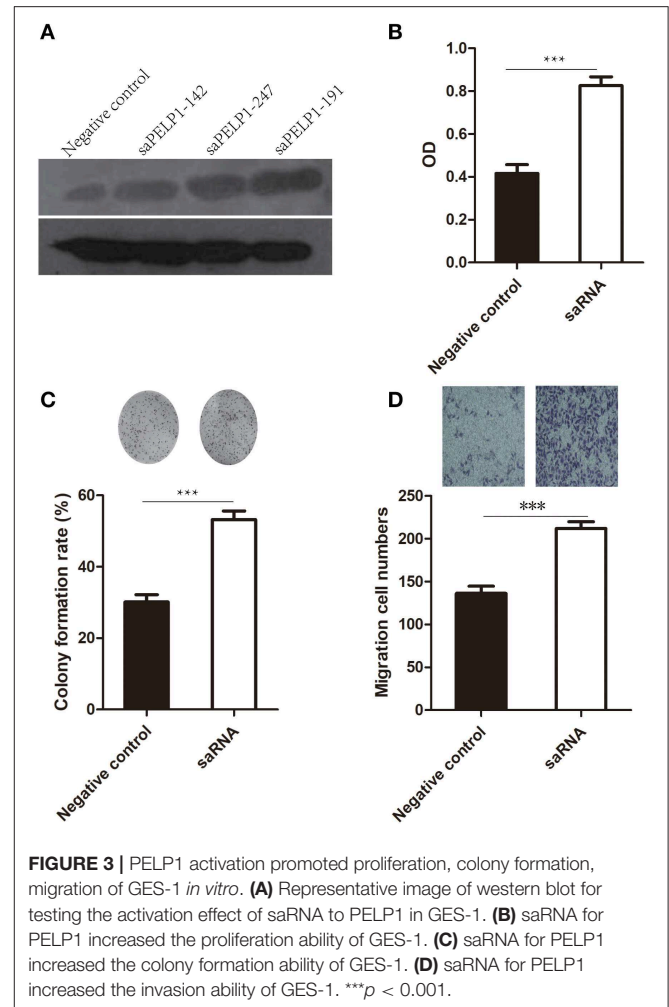 A
Negative control
saPELP1-142
saPELP1-247
saPELP1-191
B
1.0
0.8
0.6
0.4
0.2
0.0
OD
***
Negative control
saRNA
C
60
40
20
0
Colony formation rate (%)
***
Negative control
saRNA
D
250
200
150
100
50
0
Migration cell numbers
***
Negative control
saRNA
FIGURE 3 | PELP1 activation promoted proliferation, colony formation,
migration of GES-1 in vitro. (A) Representative image of western blot for
testing the activation effect of saRNA to PELP1 in GES-1. (B) saRNA for
PELP1 increased the proliferation ability of GES-1. (C) saRNA for PELP1
increased the colony formation ability of GES-1. (D) saRNA for PELP1
increased the invasion ability of GES-1. ***p < 0.001.